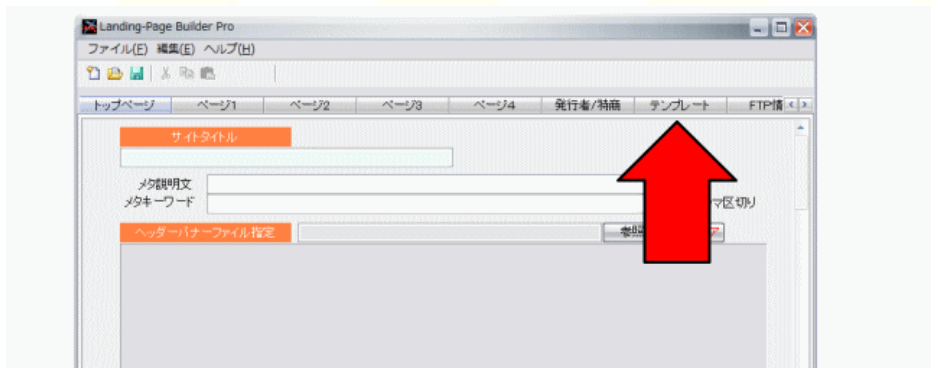 Landing-Page Builder Pro
ファイル(F) 編集(E) ヘルプ(H)
トップページ ページ1 ページ2 ページ3 ページ4 発行者/特商 テンプレート FTP情
サイトタイトル
メタ説明文
メタキーワード マ区切り
ヘッダーバナーファイル指定 参照